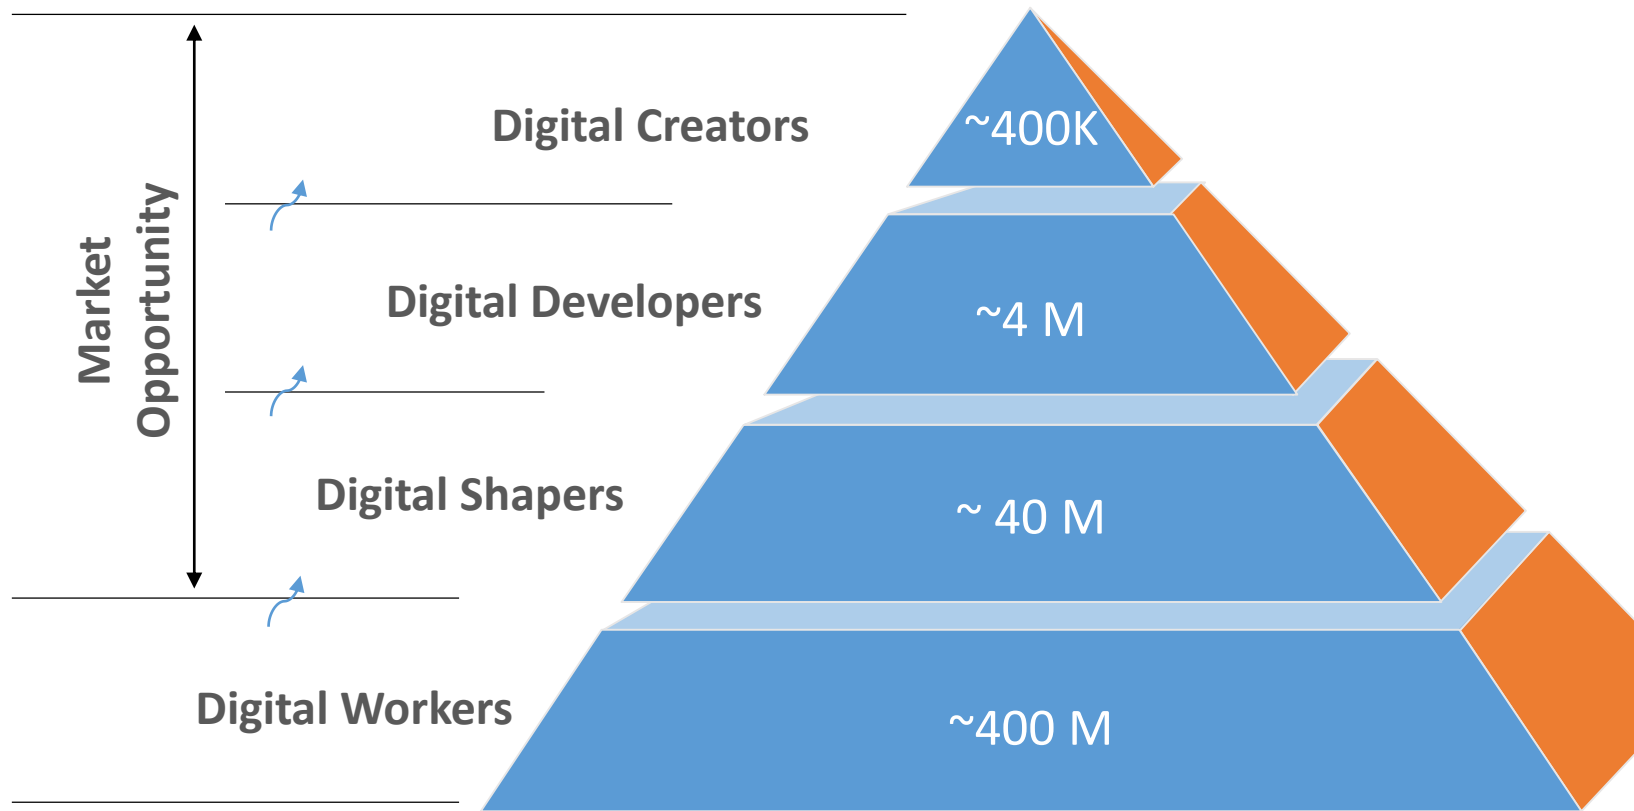 Market
Opportunity
Digital Creators
~400K
Digital Developers
~4 M
Digital Shapers
~ 40 M
Digital Workers
~400 M